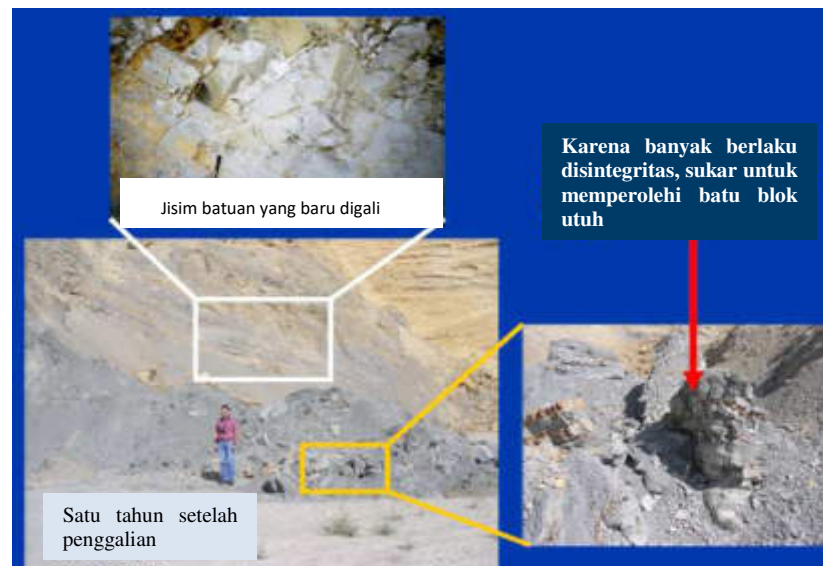 Jisim batuan yang baru digali
Karena banyak berlaku
disintegritas, sukar untuk
memperolehi batu blok
utuh
Satu tahun setelah
penggalian